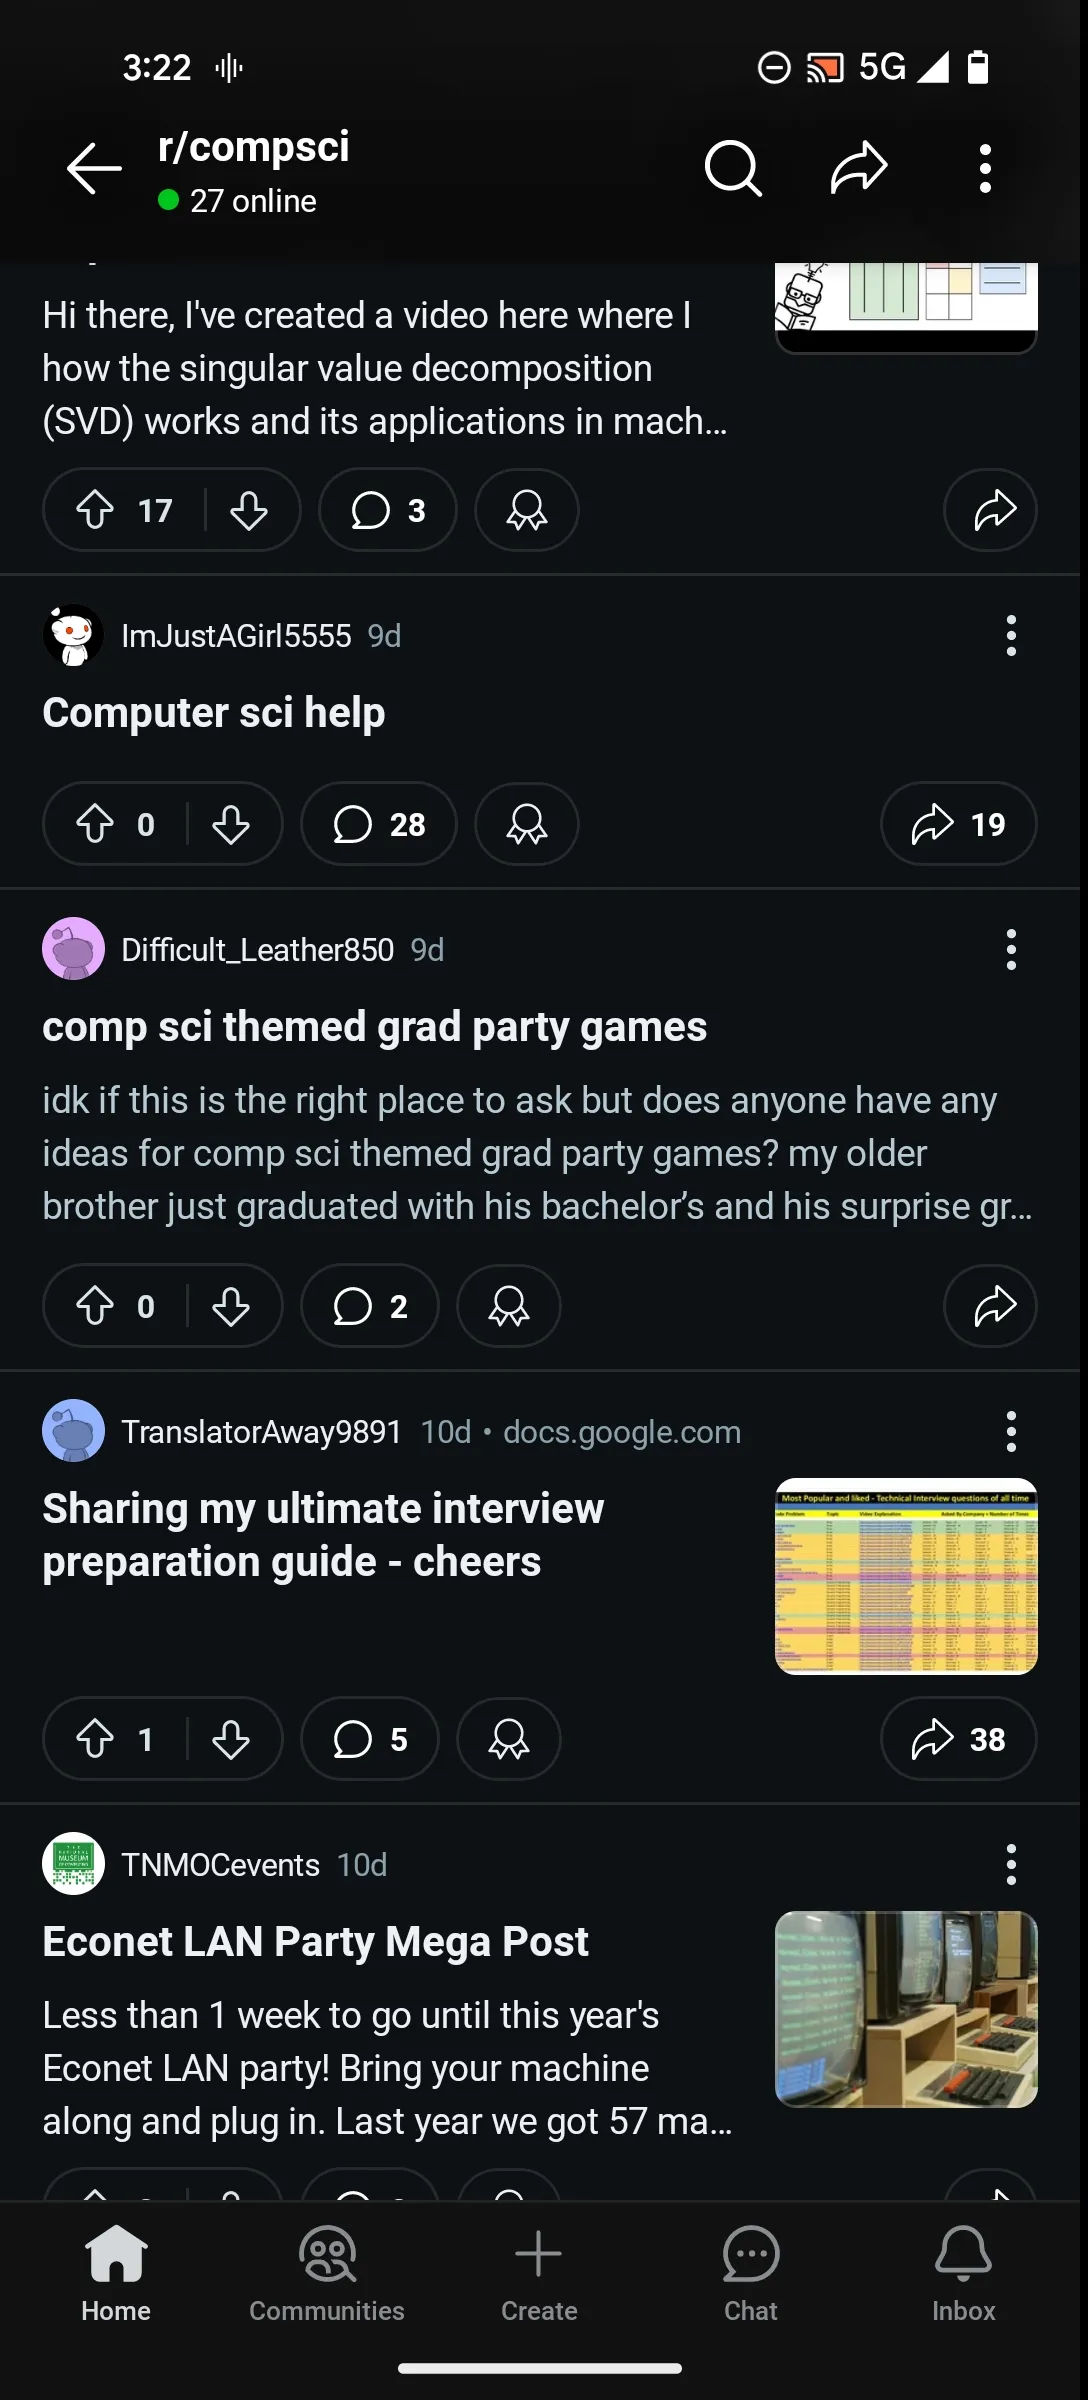 3:22
5G
r/compsci
27 online
Hi there, I've created a video here where I
how the singular value decomposition
(SVD) works and its applications in mach...
17
3
ImJustAGirl5555 9d
Computer sci help
0
28
19
Difficult_Leather850 9d
comp sci themed grad party games
idk if this is the right place to ask but does anyone have any
ideas for comp sci themed grad party games? my older
brother just graduated with his bachelor’s and his surprise gr...
0
2
TranslatorAway9891 10d • docs.google.com
Sharing my ultimate interview
preparation guide - cheers
Most Popular and liked - Technical Interview questions of all time
Video Explanation
1
5
38
TNMOCevents 10d
Econet LAN Party Mega Post
Less than 1 week to go until this year's
Econet LAN party! Bring your machine
along and plug in. Last year we got 57 ma...
Home
Communities
Create
Chat
Inbox